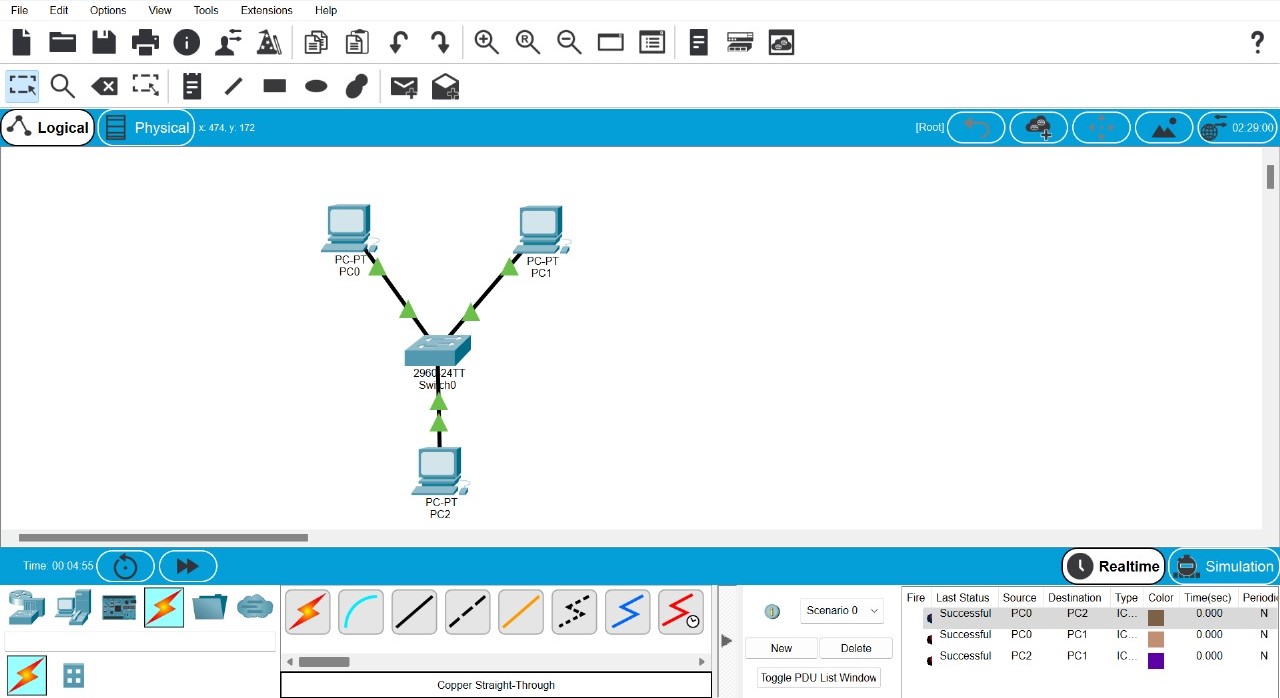 File Edit Options View Tools Extensions Help
Logical Physical x: 474, y: 172 [Root] 02:29:00
PC-PT
PC0
PC-PT
PC1
2960-24TT
Switch0
PC-PT
PC2
Time: 00:04:55 Realtime Simulation
Scenario 0
New Delete
Toggle PDU List Window
Copper Straight-Through
Fire Last Status Source Destination Type Color Time(sec) Periodi
Successful PC0 PC2 IC... 0.000 N
Successful PC0 PC1 IC... 0.000 N
Successful PC2 PC1 IC... 0.000 N